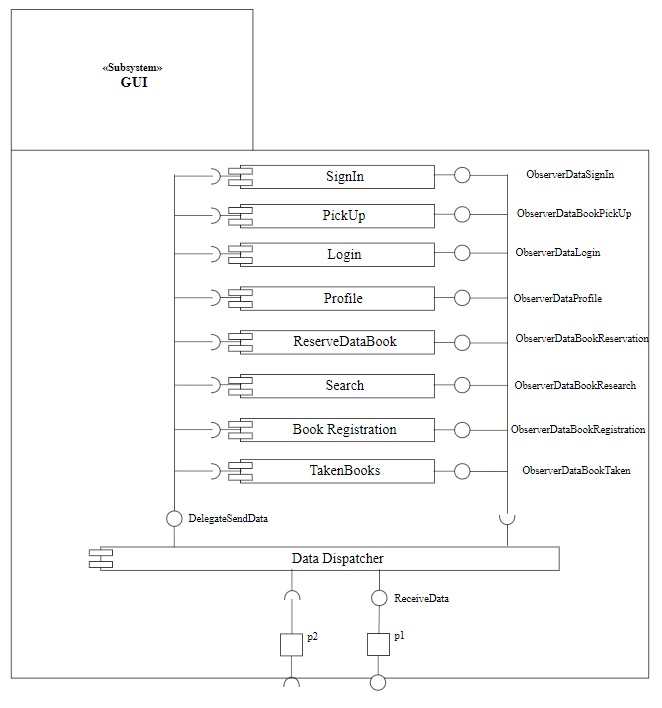 «Subsystem»
GUI
SignIn
ObserverDataSignIn
PickUp
ObserverDataBookPickUp
Login
ObserverDataLogin
Profile
ObserverDataProfile
ReserveDataBook
ObserverDataBookReservation
Search
ObserverDataBookResearch
Book Registration
ObserverDataBookRegistration
TakenBooks
ObserverDataBookTaken
DelegateSendData
Data Dispatcher
ReceiveData
p2
p1